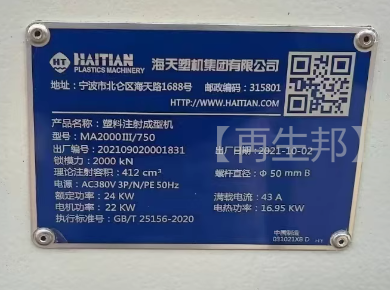 HT HAITIAN 海天塑机集团有限公司
PLASTICS MACHINERY
地址: 宁波市北仑区海天路1688号 邮政编码: 315801
HTTP://WWW.HAITIAN.COM
产品名称: 塑料注射成型机
型号: MA2000III/750
出厂编号: 202109020001831 出厂日期: 2021-10-02
锁模力: 2000 kN
理论注射容积: 412 cm³ 螺杆直径: Φ 50 mm B
电源: AC380V 3P/N/PE 50Hz
额定功率: 24 KW 满载电流: 43 A
电机功率: 22 KW 电热功率: 16.95 KW
执行标准号: GB/T 25156-2020
中国制造
【再生邦】